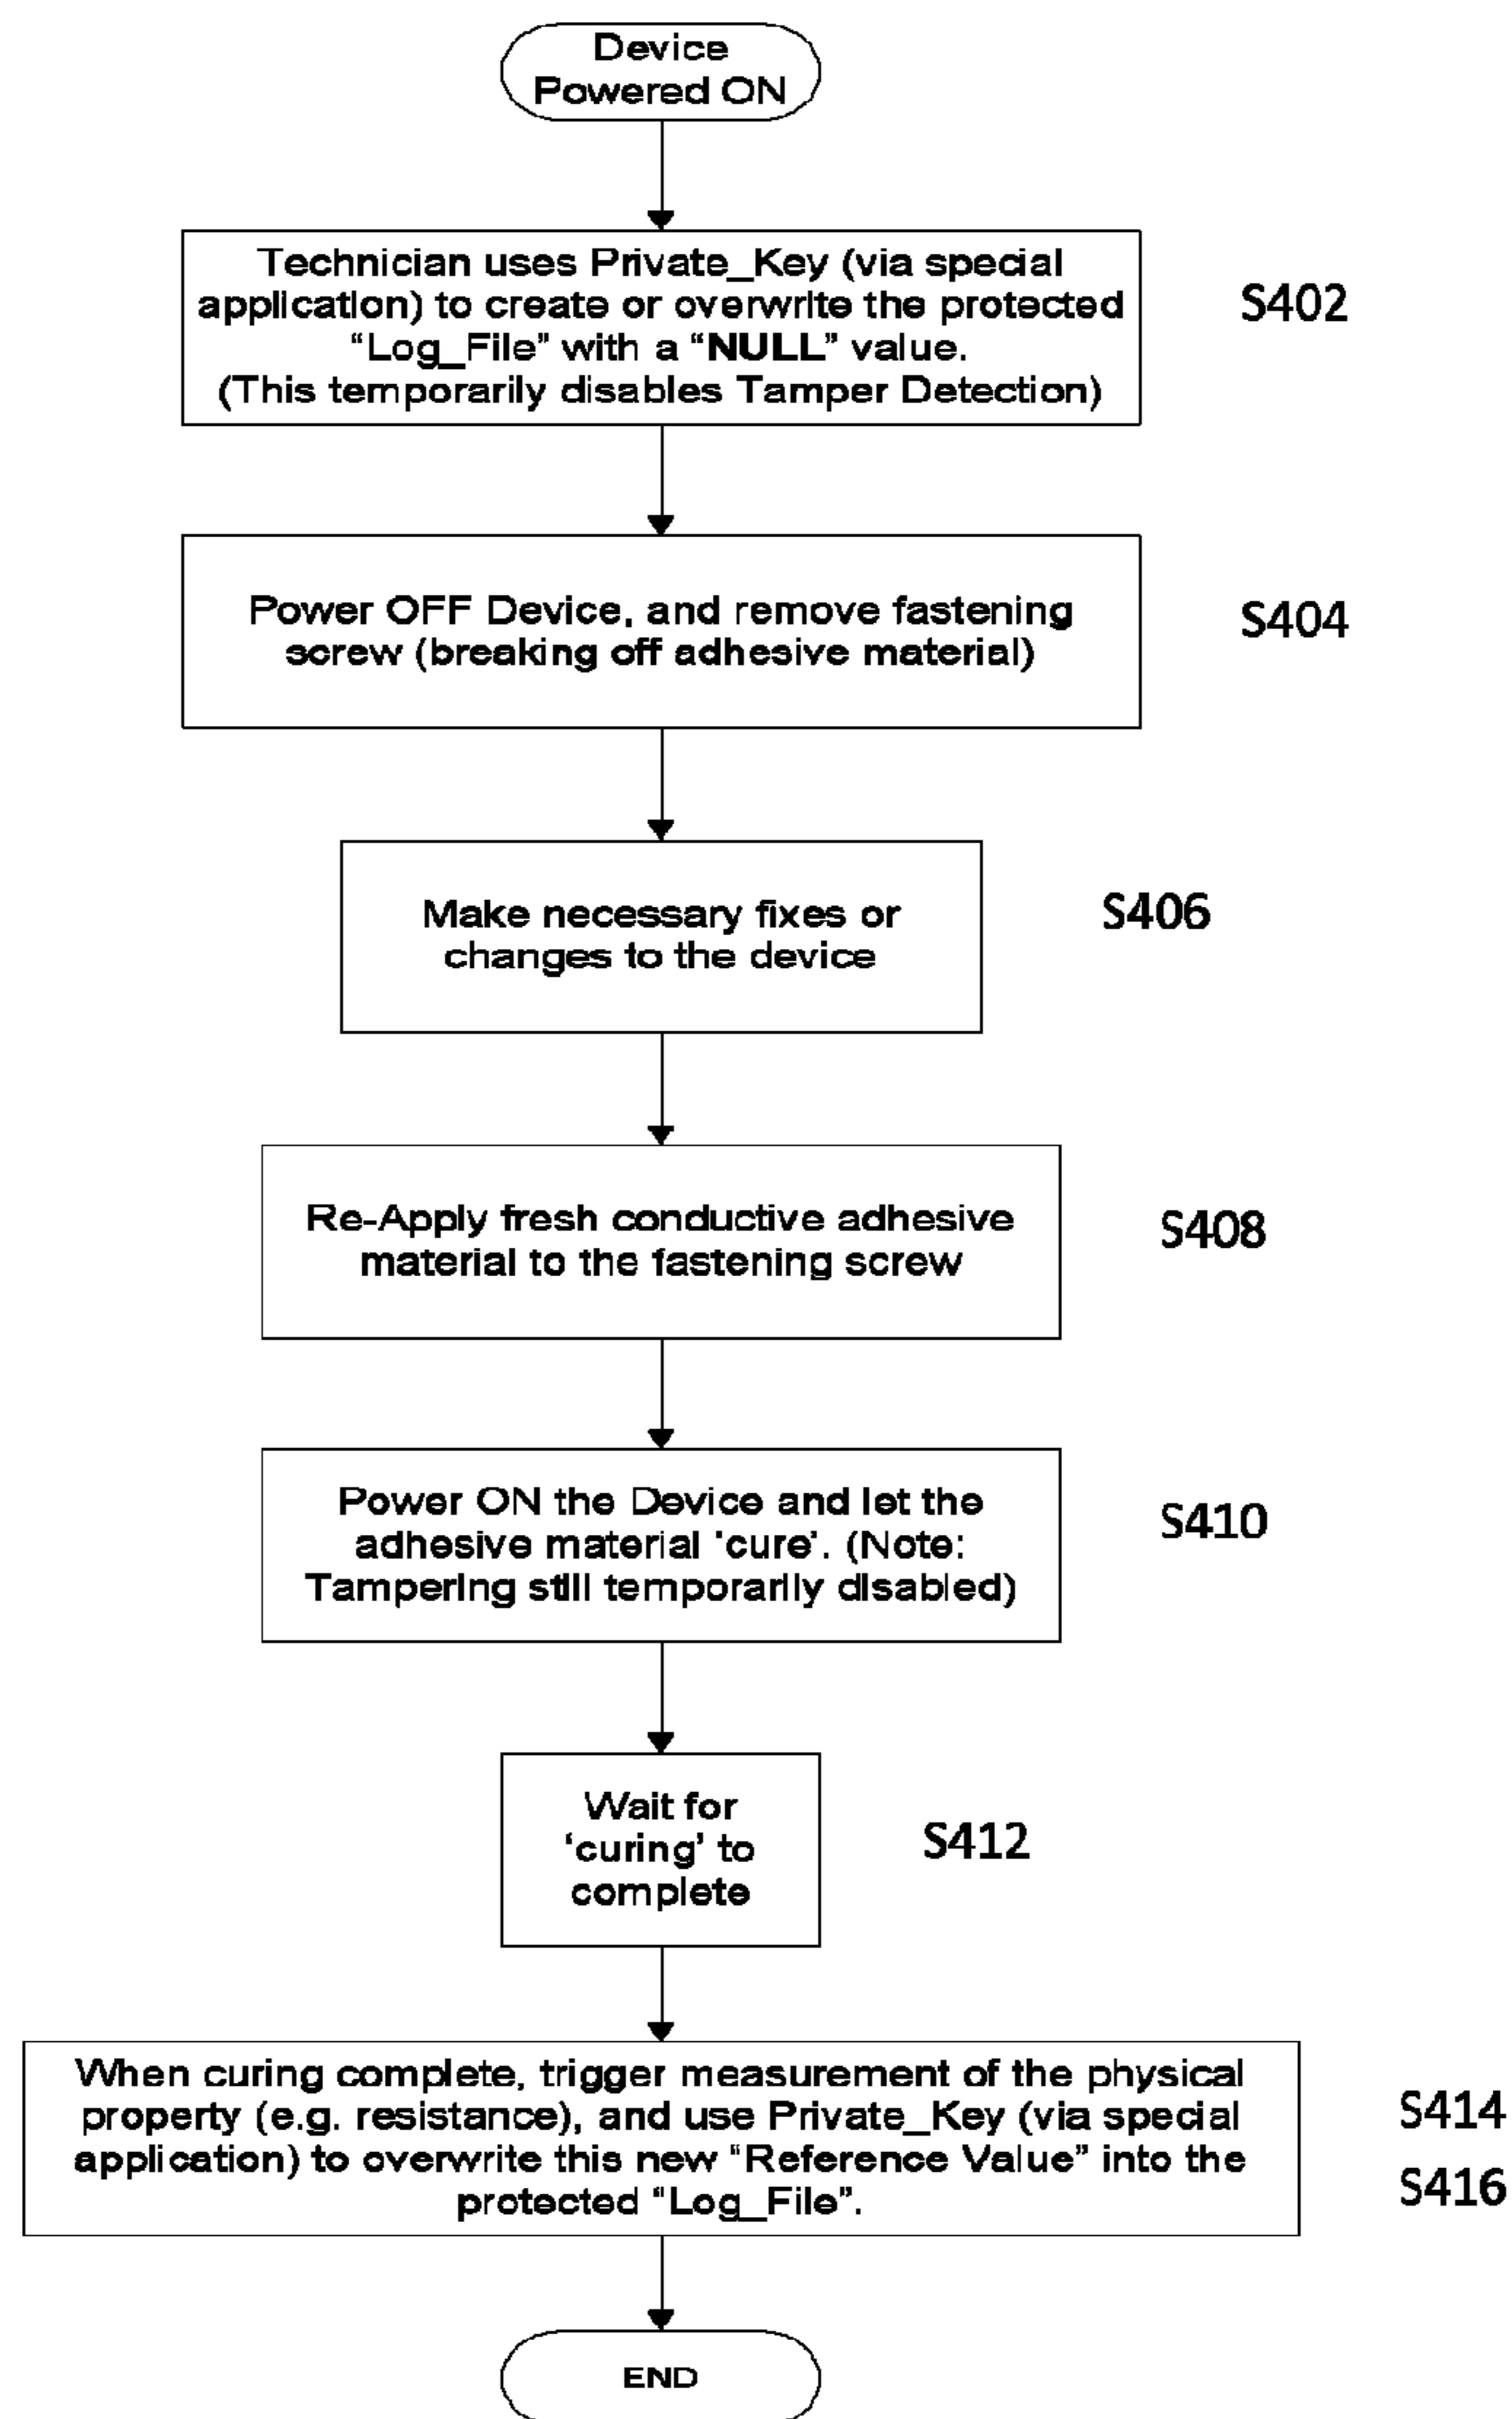 Device
Powered ON
Technician uses Private_Key (via special
application) to create or overwrite the protected
“Log_File” with a “NULL” value.
(This temporarily disables Tamper Detection)
S402
Power OFF Device, and remove fastening
screw (breaking off adhesive material)
S404
Make necessary fixes or
changes to the device
S406
Re-Apply fresh conductive adhesive
material to the fastening screw
S408
Power ON the Device and let the
adhesive material 'cure'. (Note:
Tampering still temporarily disabled)
S410
Wait for
‘curing’ to
complete
S412
When curing complete, trigger measurement of the physical
property (e.g. resistance), and use Private_Key (via special
application) to overwrite this new “Reference Value” into the
protected “Log_File”.
S414
S416
END